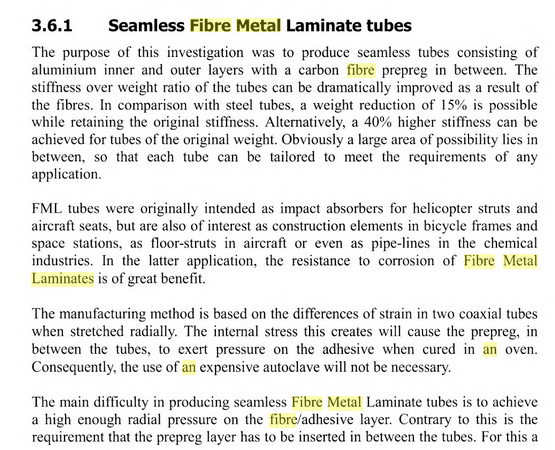 3.6.1 Seamless Fibre Metal Laminate tubes
The purpose of this investigation was to produce seamless tubes consisting of
aluminium inner and outer layers with a carbon fibre prepreg in between. The
stiffness over weight ratio of the tubes can be dramatically improved as a result of
the fibres. In comparison with steel tubes, a weight reduction of 15% is possible
while retaining the original stiffness. Alternatively, a 40% higher stiffness can be
achieved for tubes of the original weight. Obviously a large area of possibility lies in
between, so that each tube can be tailored to meet the requirements of any
application.
FML tubes were originally intended as impact absorbers for helicopter struts and
aircraft seats, but are also of interest as construction elements in bicycle frames and
space stations, as floor-struts in aircraft or even as pipe-lines in the chemical
industries. In the latter application, the resistance to corrosion of Fibre Metal
Laminates is of great benefit.
The manufacturing method is based on the differences of strain in two coaxial tubes
when stretched radially. The internal stress this creates will cause the prepreg, in
between the tubes, to exert pressure on the adhesive when cured in an oven.
Consequently, the use of an expensive autoclave will not be necessary.
The main difficulty in producing seamless Fibre Metal Laminate tubes is to achieve
a high enough radial pressure on the fibre/adhesive layer. Contrary to this is the
requirement that the prepreg layer has to be inserted in between the tubes. For this a